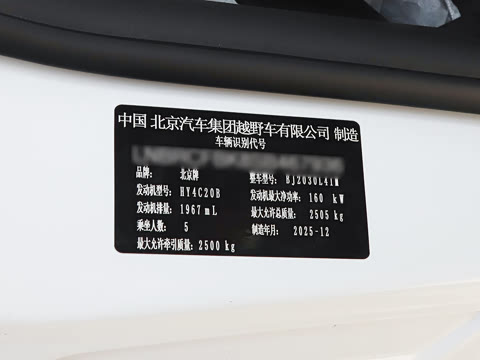 中国 北京汽车集团越野车有限公司 制造
车辆识别代号
品牌: 北京牌 整车型号: BJ2030L41M
发动机型号: HY4C20B 发动机最大净功率: 160 kW
发动机排量: 1967 mL 最大允许总质量: 2505 kg
乘坐人数: 5 制造年月: 2025-12
最大允许牵引质量: 2500 kg